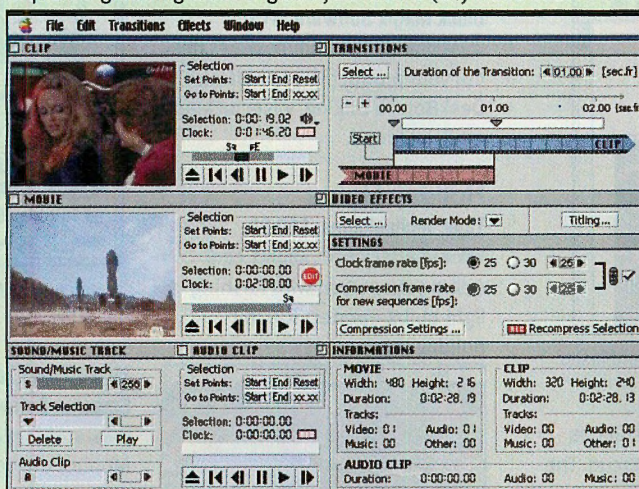 File Edit Transitions Effects Window Help
CLIP
Selection
Set Points: Start End Reset
Go to Points: Start End xx.xx
Selection: 0:00:19.02
Clock: 0:01:46.20
MOVIE
Selection
Set Points: Start End Reset
Go to Points: Start End xx.xx
Selection: 0:00:00.00
Clock: 0:02:08.00
EDIT
SOUND/MUSIC TRACK
Sound/Music Track
S 256
Track Selection
Delete Play
Audio Clip
AUDIO CLIP
Selection
Set Points: Start End Reset
Go to Points: Start End xx.xx
Selection: 0:00:00.00
Clock: 0:00:00.00
TRANSITIONS
Select ... Duration of the Transition: 01.00 [sec.fr]
- + 00.00 01.00 02.00 [sec.fr
Start
CLIP
MOVIE
VIDEO EFFECTS
Select ... Render Mode: Titling...
SETTINGS
Clock frame rate [fps]: 25 30 25
Compression frame rate for new sequences [fps]: 25 30 25
Compression Settings ... REC Recompress Selection
INFORMATIONS
MOVIE
Width: 480 Height: 216
Duration: 0:02:28.19
Tracks:
Video: 01 Audio: 01
Music: 00 Other: 00
CLIP
Width: 320 Height: 240
Duration: 0:02:28.13
Tracks:
Video: 00 Audio: 00
Music: 00 Other: 01
AUDIO CLIP
Duration: 0:00:00.00 Audio: 00 Music: 00